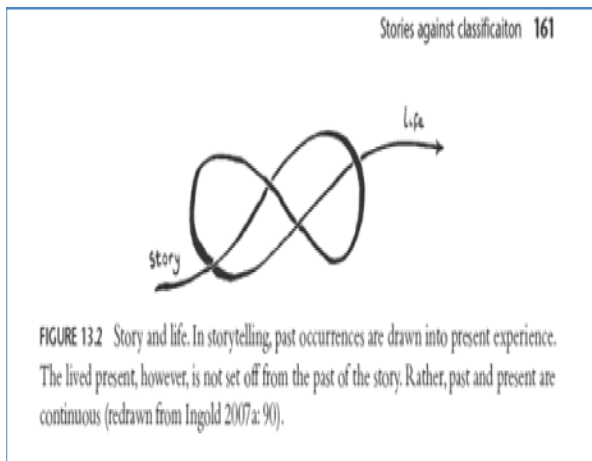 Stories against classificaiton 161
life
story
FIGURE 13.2 Story and life. In storytelling, past occurrences are drawn into present experience.
The lived present, however, is not set off from the past of the story. Rather, past and present are
continuous (redrawn from Ingold 2007a: 90).